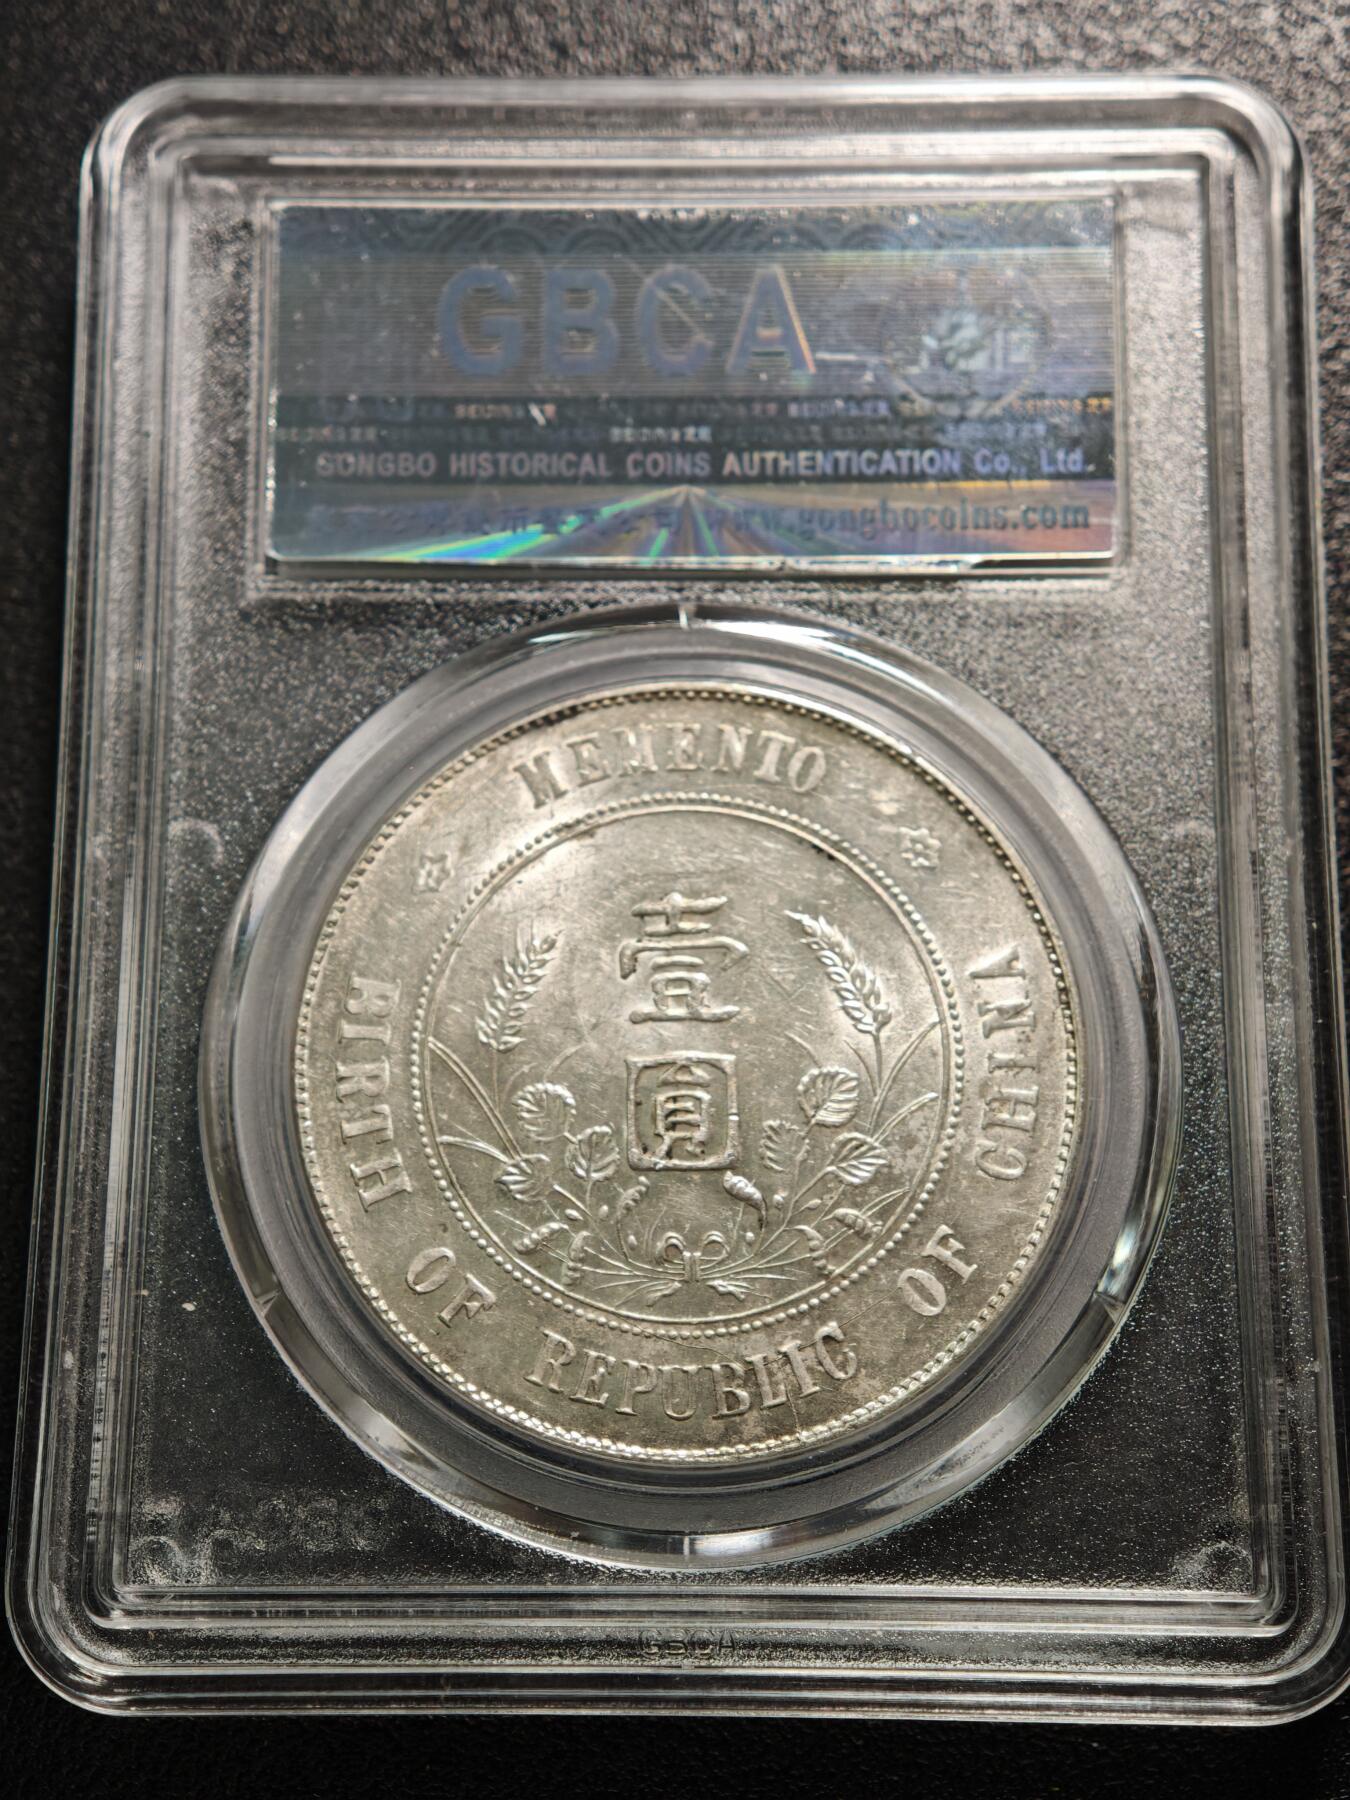 GBCA
GONGBO HISTORICAL COINS AUTHENTICATION Co., Ltd.
www.gongbocoins.com
MEMENTO
BIRTH OF REPUBLIC OF CHINA
壹
圓
GBCA